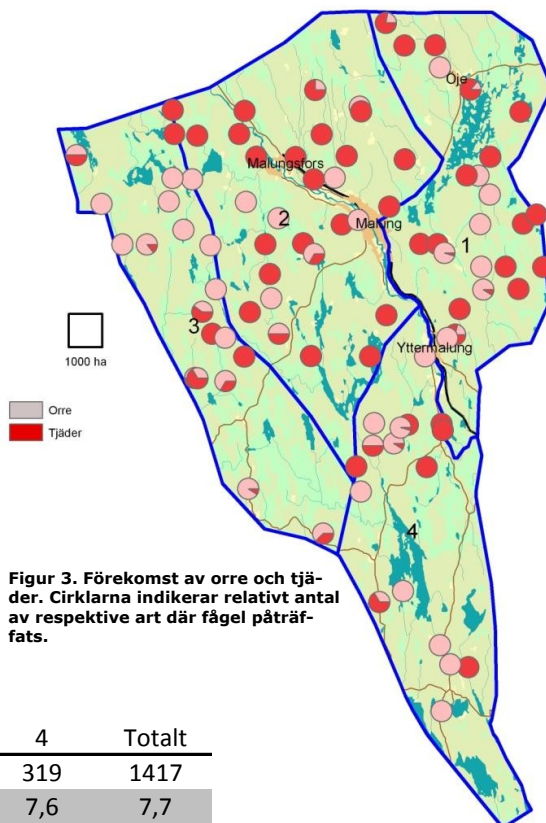 Öje
Malungsfors
2
Malung
1
3
Yttermalung
1000 ha
Orre
Tjäder
4
Figur 3. Förekomst av orre och tjä-
der. Cirklarna indikerar relativt antal
av respektive art där fågel påträf-
fats.
4 Totalt
319 1417
7,6 7,7